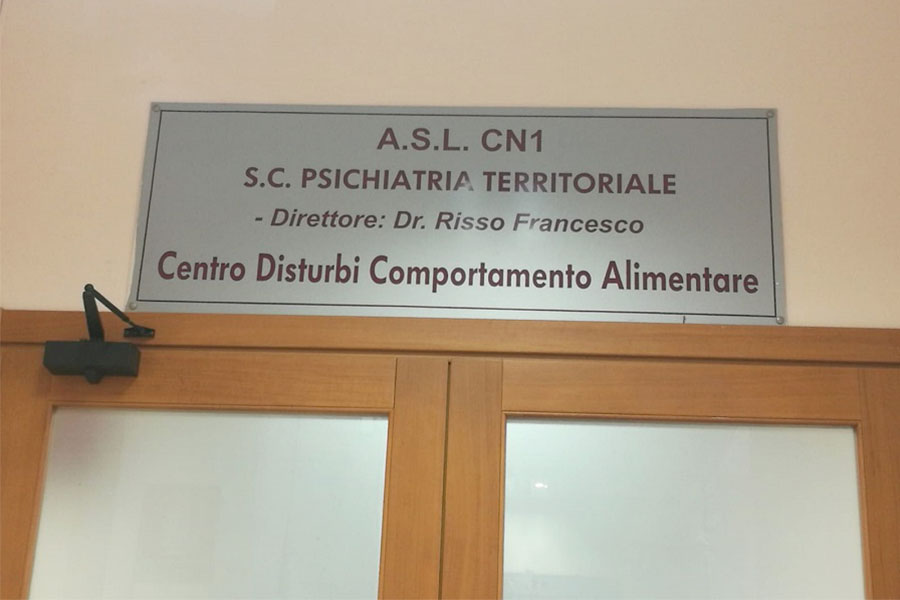 A.S.L. CN1
S.C. PSICHIATRIA TERRITORIALE
- Direttore: Dr. Risso Francesco
Centro Disturbi Comportamento Alimentare